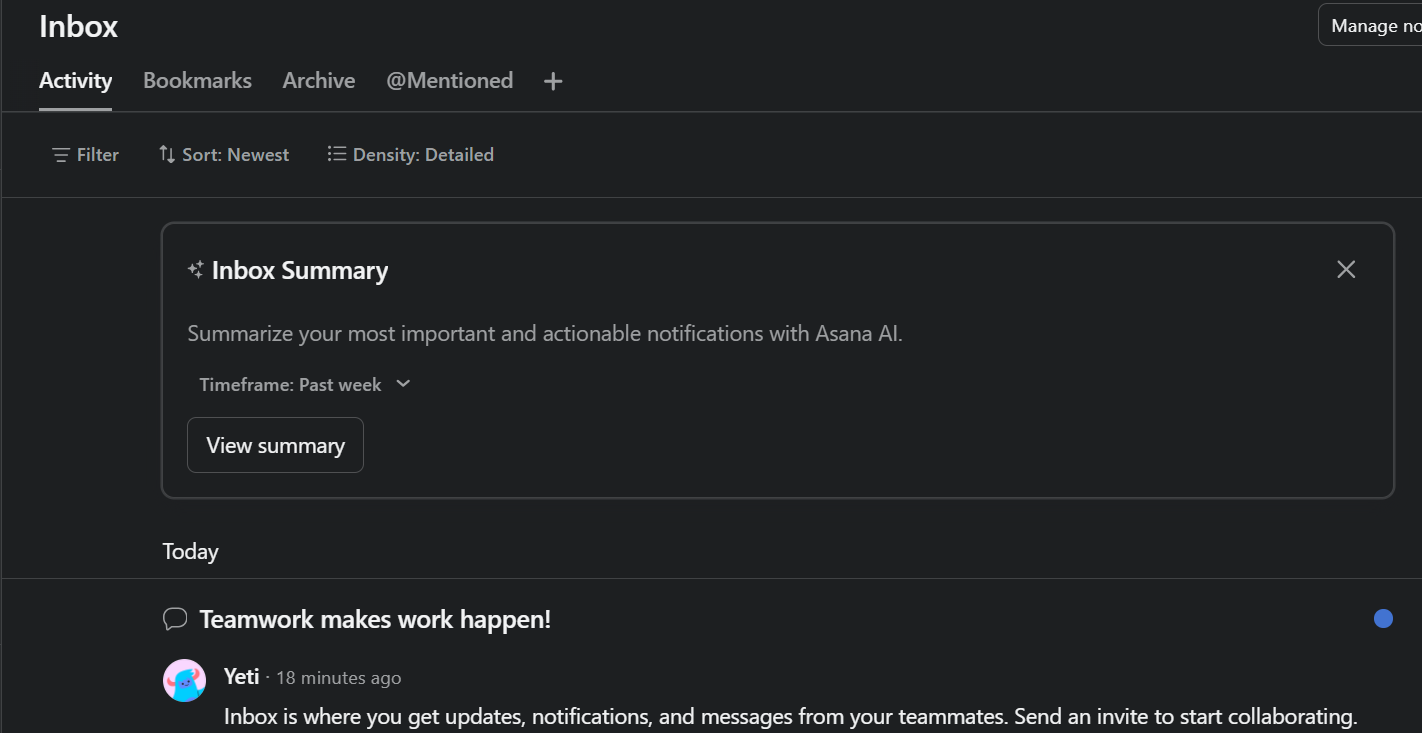 Inbox
Manage no
Activity Bookmarks Archive @Mentioned +
Filter Sort: Newest Density: Detailed
Inbox Summary
Summarize your most important and actionable notifications with Asana AI.
Timeframe: Past week
View summary
Today
Teamwork makes work happen!
Yeti · 18 minutes ago
Inbox is where you get updates, notifications, and messages from your teammates. Send an invite to start collaborating.